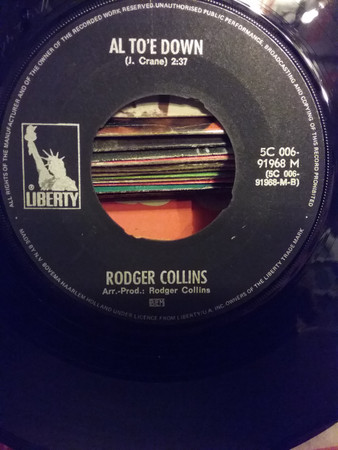 ALL RIGHTS OF THE MANUFACTURER AND OF THE OWNER OF THE RECORDED WORK RESERVED. UNAUTHORISED PUBLIC PERFORMANCE, BROADCASTING AND COPYING OF THIS RECORD PROHIBITED
AL TO'E DOWN
(J. Crane) 2:37
5C 006-
91968 M
(5C 006-
91968-M-B)
®
LIBERTY
RODGER COLLINS
Arr.-Prod.: Rodger Collins
MADE BY N.V. BOVEMA HAARLEM HOLLAND UNDER LICENCE FROM LIBERTY U.A. INC. OWNERS OF THE LIBERTY TRADE MARK